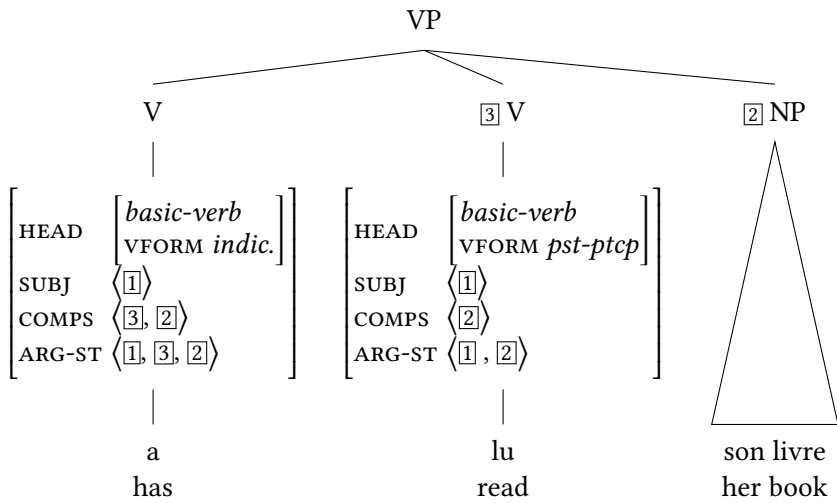 VP
V 3 V 2 NP
HEAD [basic-verb VFORM indic.]
SUBJ ⟨1⟩
COMPS ⟨3, 2⟩
ARG-ST ⟨1, 3, 2⟩
HEAD [basic-verb VFORM pst-ptcp]
SUBJ ⟨1⟩
COMPS ⟨2⟩
ARG-ST ⟨1 , 2⟩
a lu son livre
has read her book